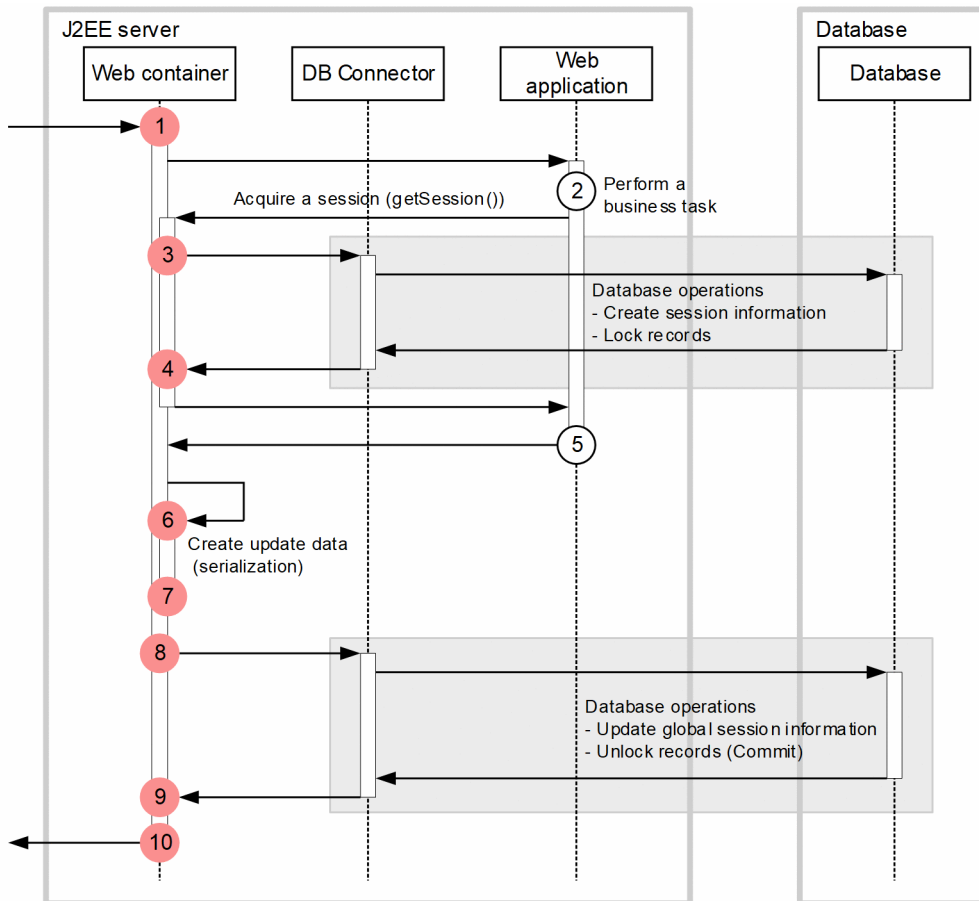 J2EE server
Database
Web container
DB Connector
Web
application
Database
1
2
Perform a
business task
Acquire a session (getSession())
3
Database operations
- Create session information
- Lock records
4
5
6
Create update data
(serialization)
7
8
Database operations
- Update global session information
- Unlock records (Commit)
9
10